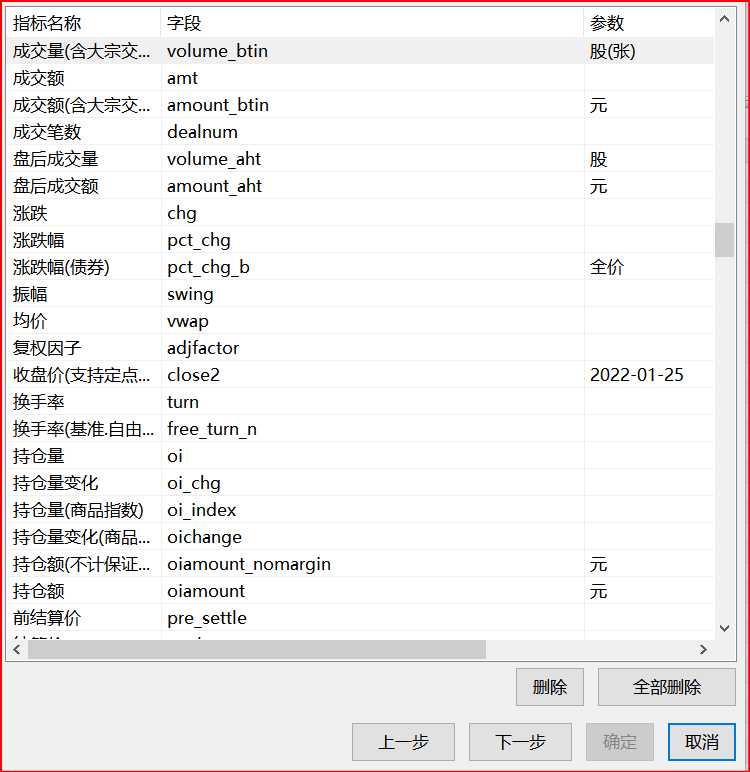 指标名称 字段 参数
成交量(含大宗交... volume_btin 股(张)
成交额 amt
成交额(含大宗交... amount_btin 元
成交笔数 dealnum
盘后成交量 volume_aht 股
盘后成交额 amount_aht 元
涨跌 chg
涨跌幅 pct_chg
涨跌幅(债券) pct_chg_b 全价
振幅 swing
均价 vwap
复权因子 adjfactor
收盘价(支持定点... close2 2022-01-25
换手率 turn
换手率(基准.自由... free_turn_n
持仓量 oi
持仓量变化 oi_chg
持仓量(商品指数) oi_index
持仓量变化(商品... oichange
持仓额(不计保证... oiamount_nomargin 元
持仓额 oiamount 元
前结算价 pre_settle
删除 全部删除
上一步 下一步 确定 取消